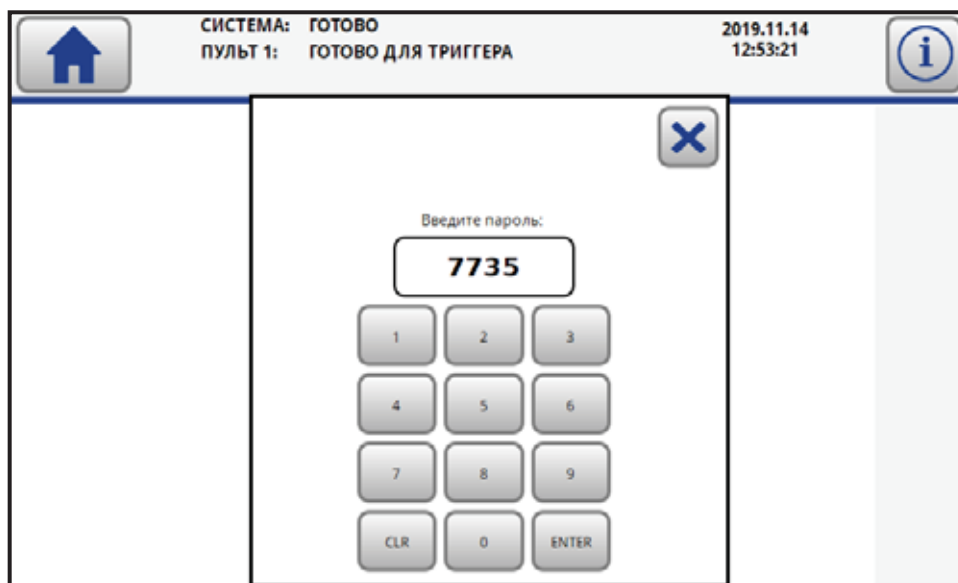 СИСТЕМА: ГОТОВО
ПУЛЬТ 1: ГОТОВО ДЛЯ ТРИГГЕРА
2019.11.14
12:53:21
i
Введите пароль:
7735
1 2 3
4 5 6
7 8 9
CLR 0 ENTER